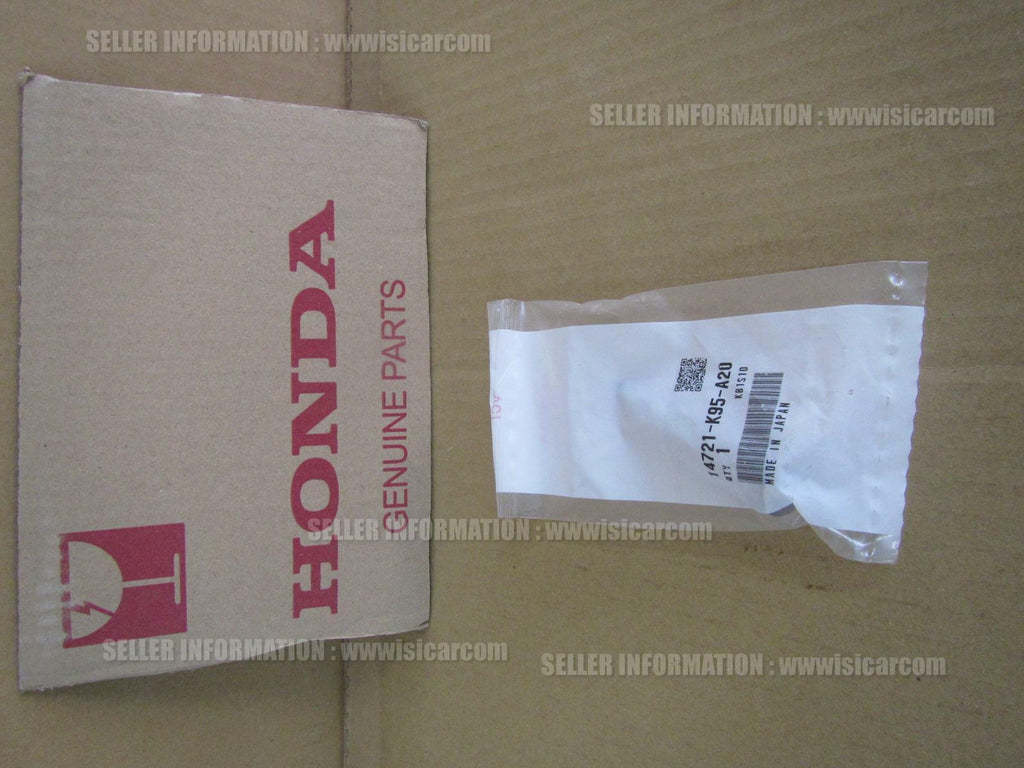 SELLER INFORMATION : wwwisicarcom
SELLER INFORMATION : wwwisicarcom
HONDA
GENUINE PARTS
14721-K95-A20
QTY 1
K81S10
MADE IN JAPAN
SELLER INFORMATION : wwwisicarcom
SELLER INFORMATION : wwwisicarcom
SELLER INFORMATION : wwwisicarcom